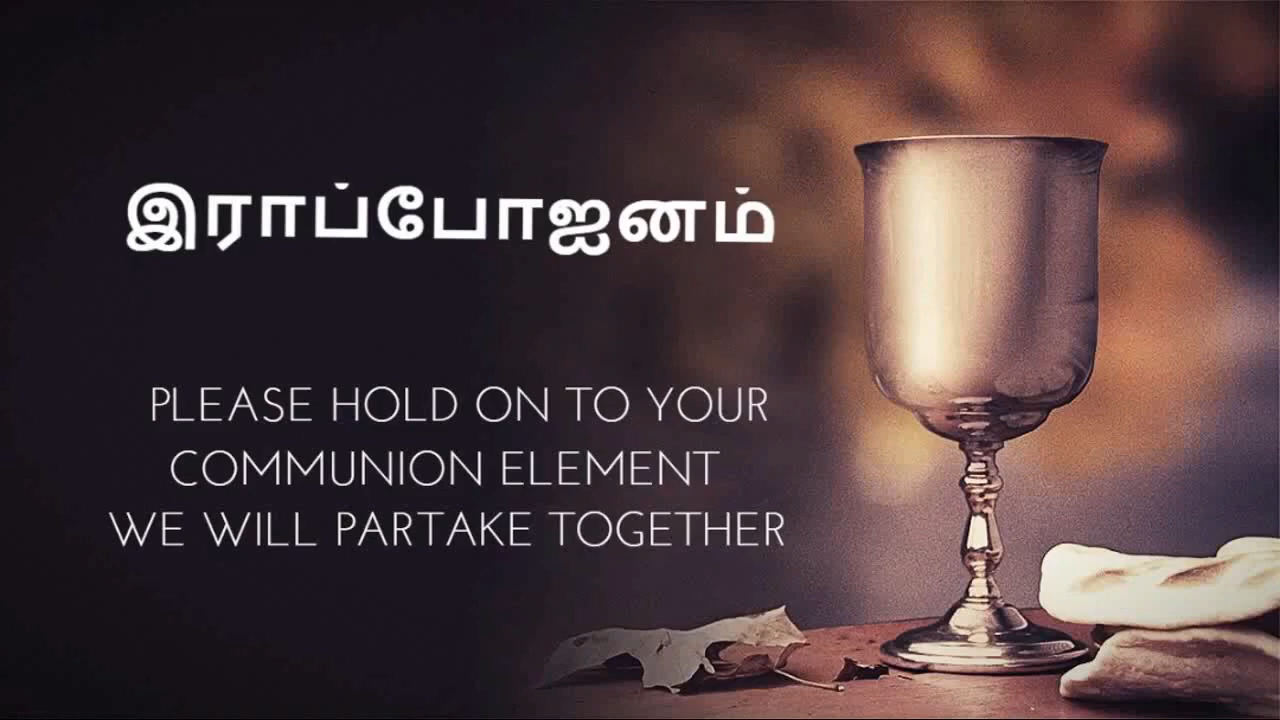 இராப்போஜனம்
PLEASE HOLD ON TO YOUR
COMMUNION ELEMENT
WE WILL PARTAKE TOGETHER